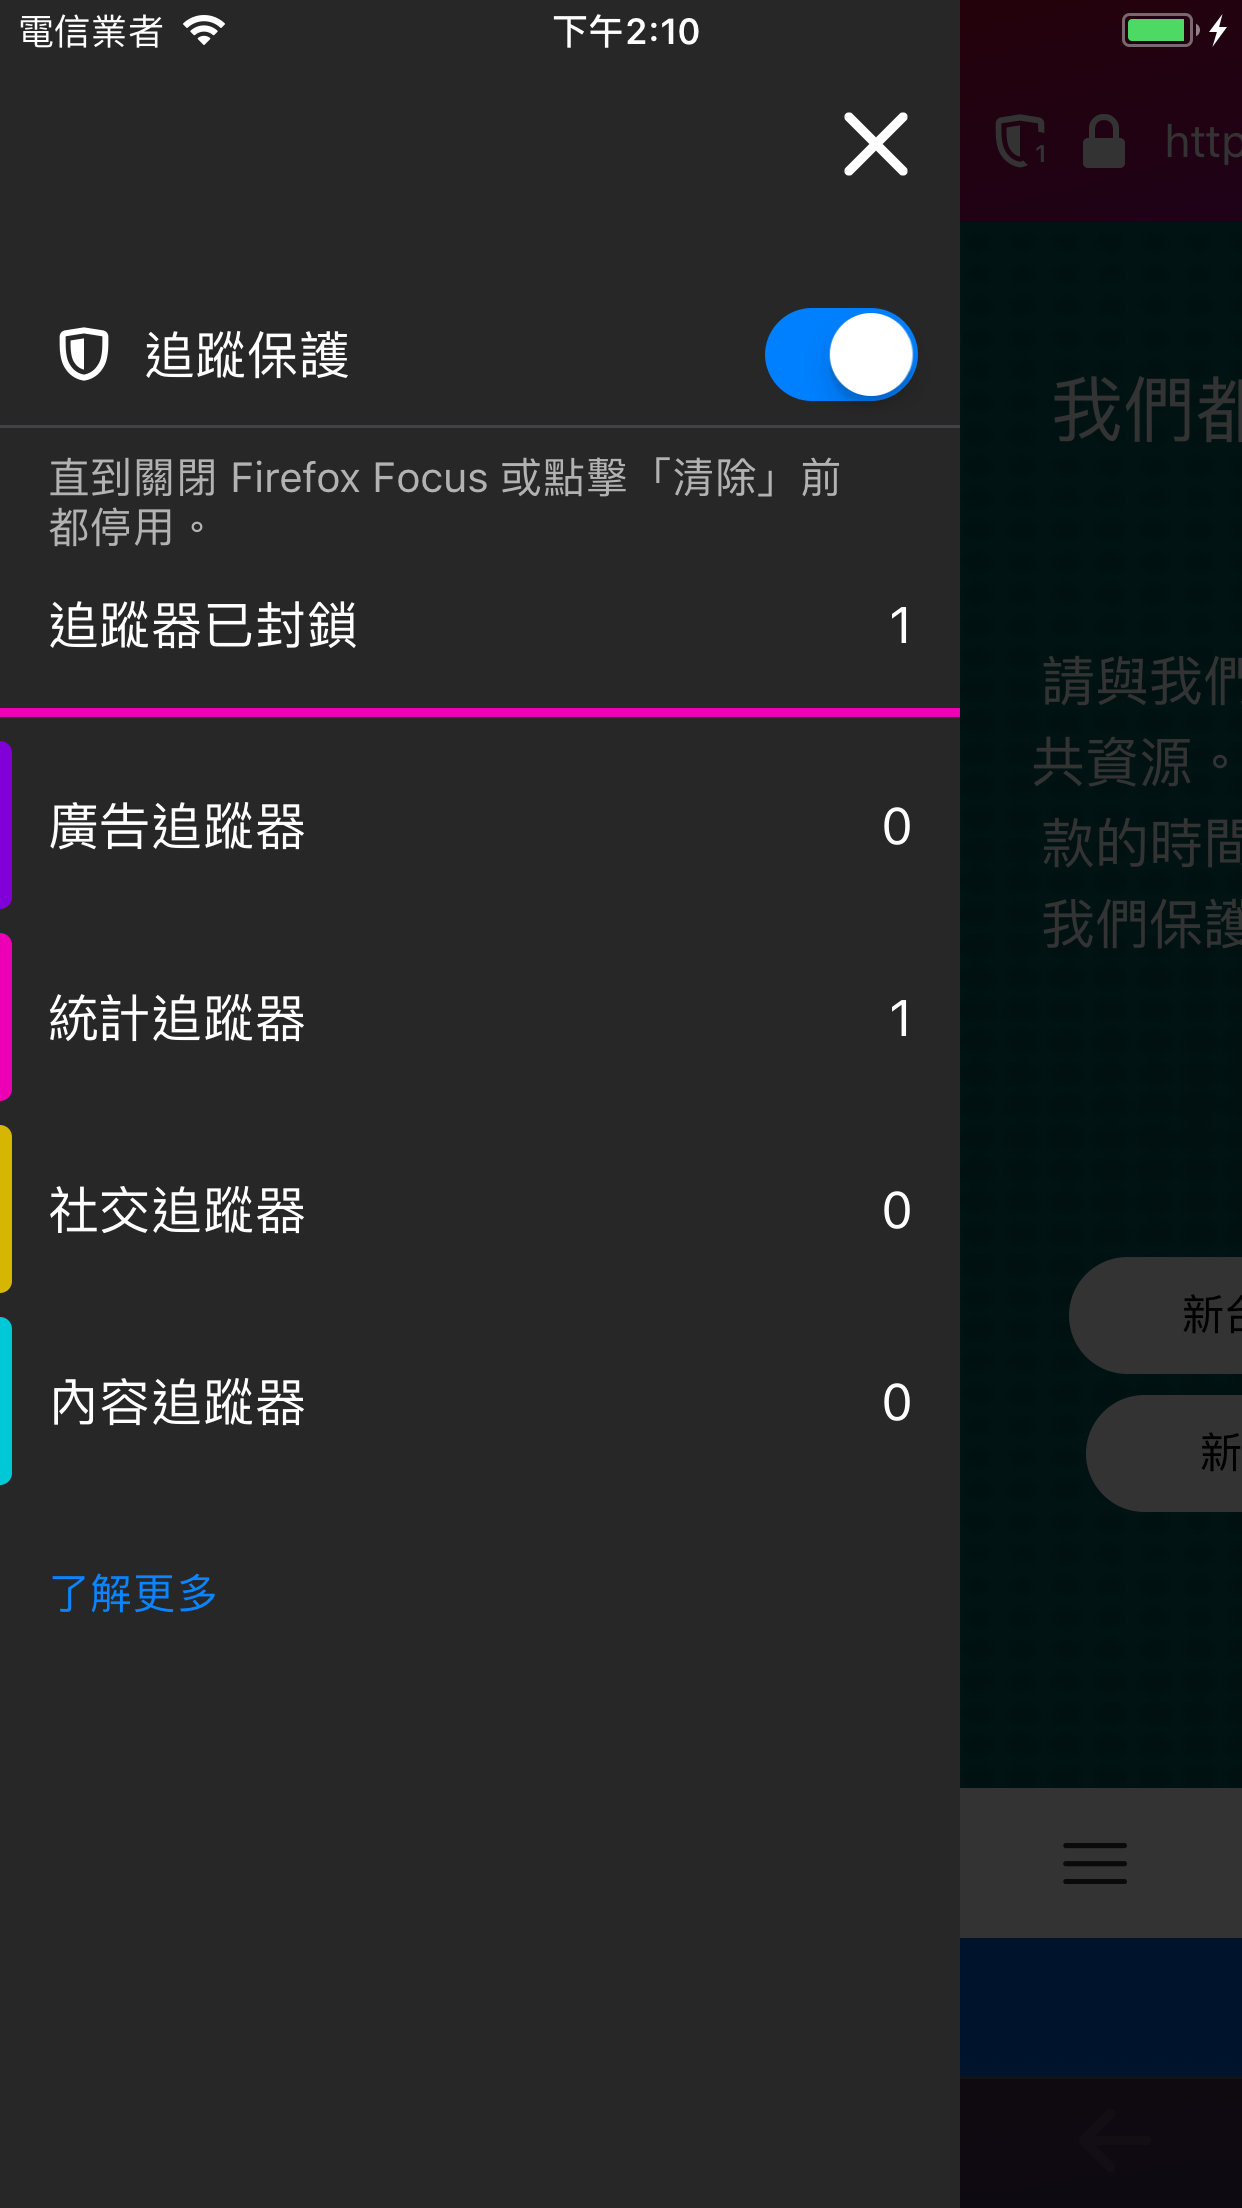 電信業者
下午2:10
1
http
追蹤保護
直到關閉 Firefox Focus 或點擊「清除」前
都停用。
追蹤器已封鎖
1
廣告追蹤器
0
統計追蹤器
1
社交追蹤器
0
內容追蹤器
0
了解更多
我們都
請與我們
共資源。
款的時間
我們保護
新台
新